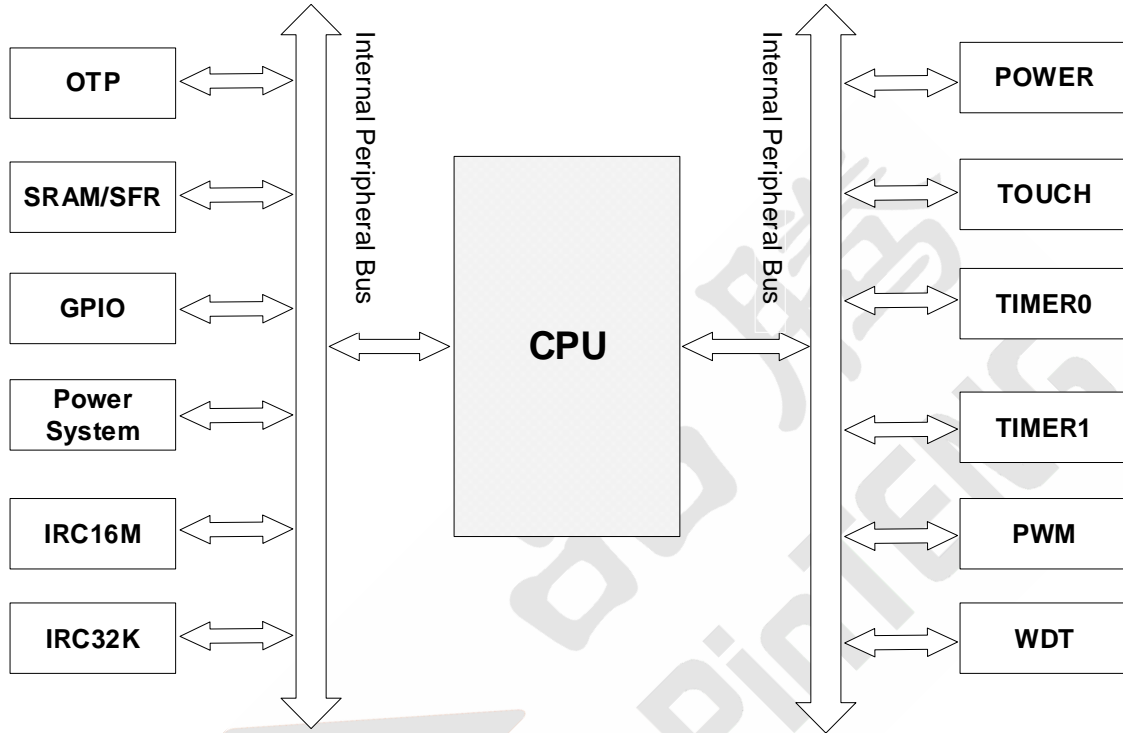 OTP
SRAM/SFR
GPIO
Power
System
IRC16M
IRC32K
Internal Peripheral Bus
CPU
Internal Peripheral Bus
POWER
TOUCH
TIMER0
TIMER1
PWM
WDT
PinTENG